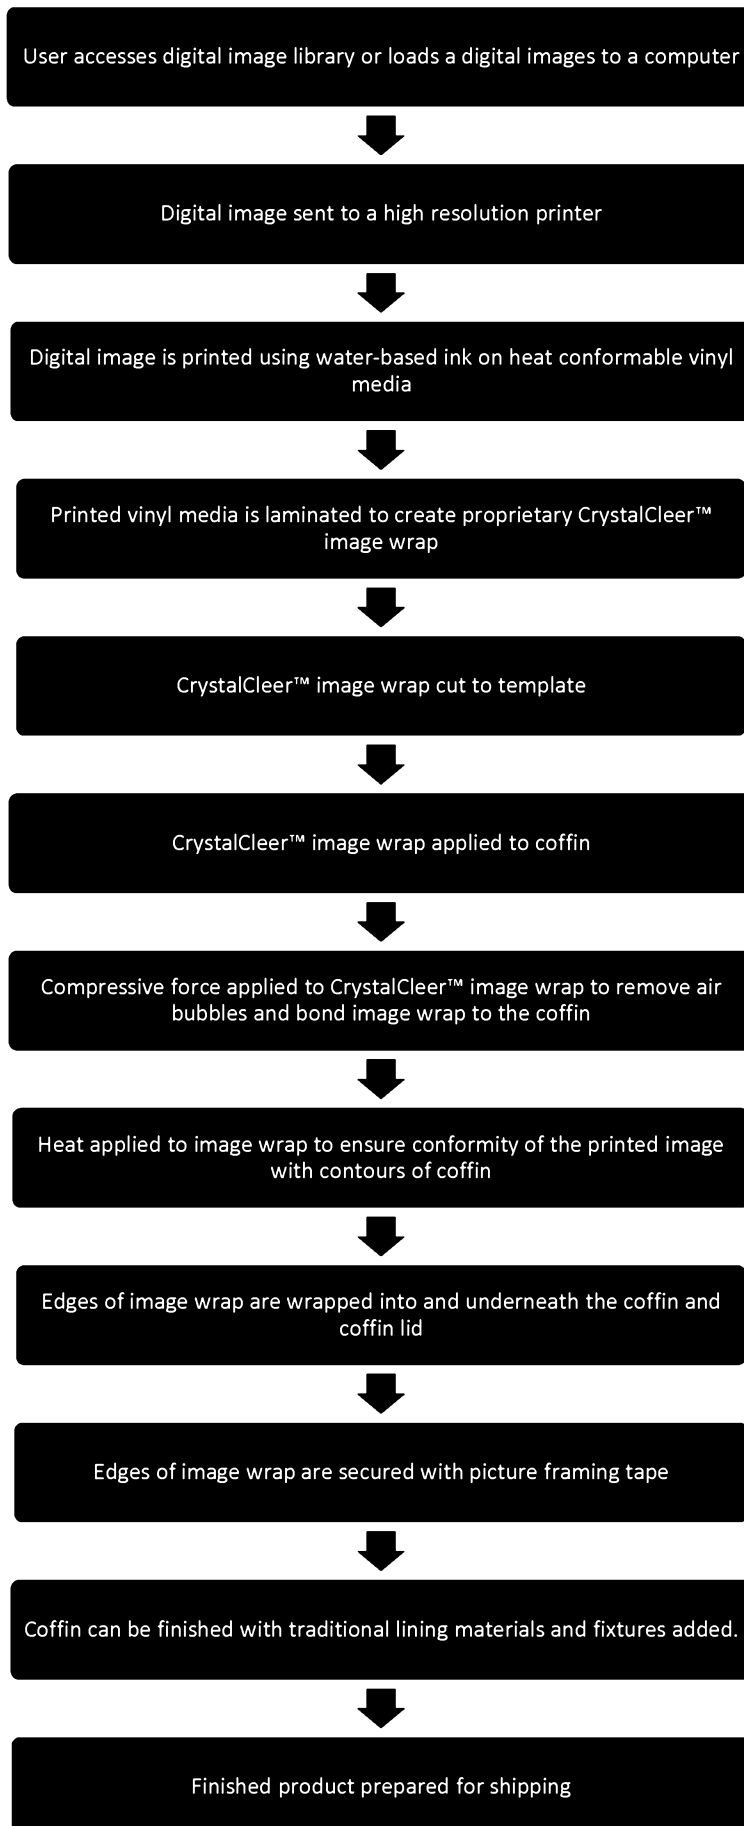 User accesses digital image library or loads a digital images to a computer
Digital image sent to a high resolution printer
Digital image is printed using water-based ink on heat conformable vinyl
media
Printed vinyl media is laminated to create proprietary CrystalCleer™
image wrap
CrystalCleer™ image wrap cut to template
CrystalCleer™ image wrap applied to coffin
Compressive force applied to CrystalCleer™ image wrap to remove air
bubbles and bond image wrap to the coffin
Heat applied to image wrap to ensure conformity of the printed image
with contours of coffin
Edges of image wrap are wrapped into and underneath the coffin and
coffin lid
Edges of image wrap are secured with picture framing tape
Coffin can be finished with traditional lining materials and fixtures added.
Finished product prepared for shipping